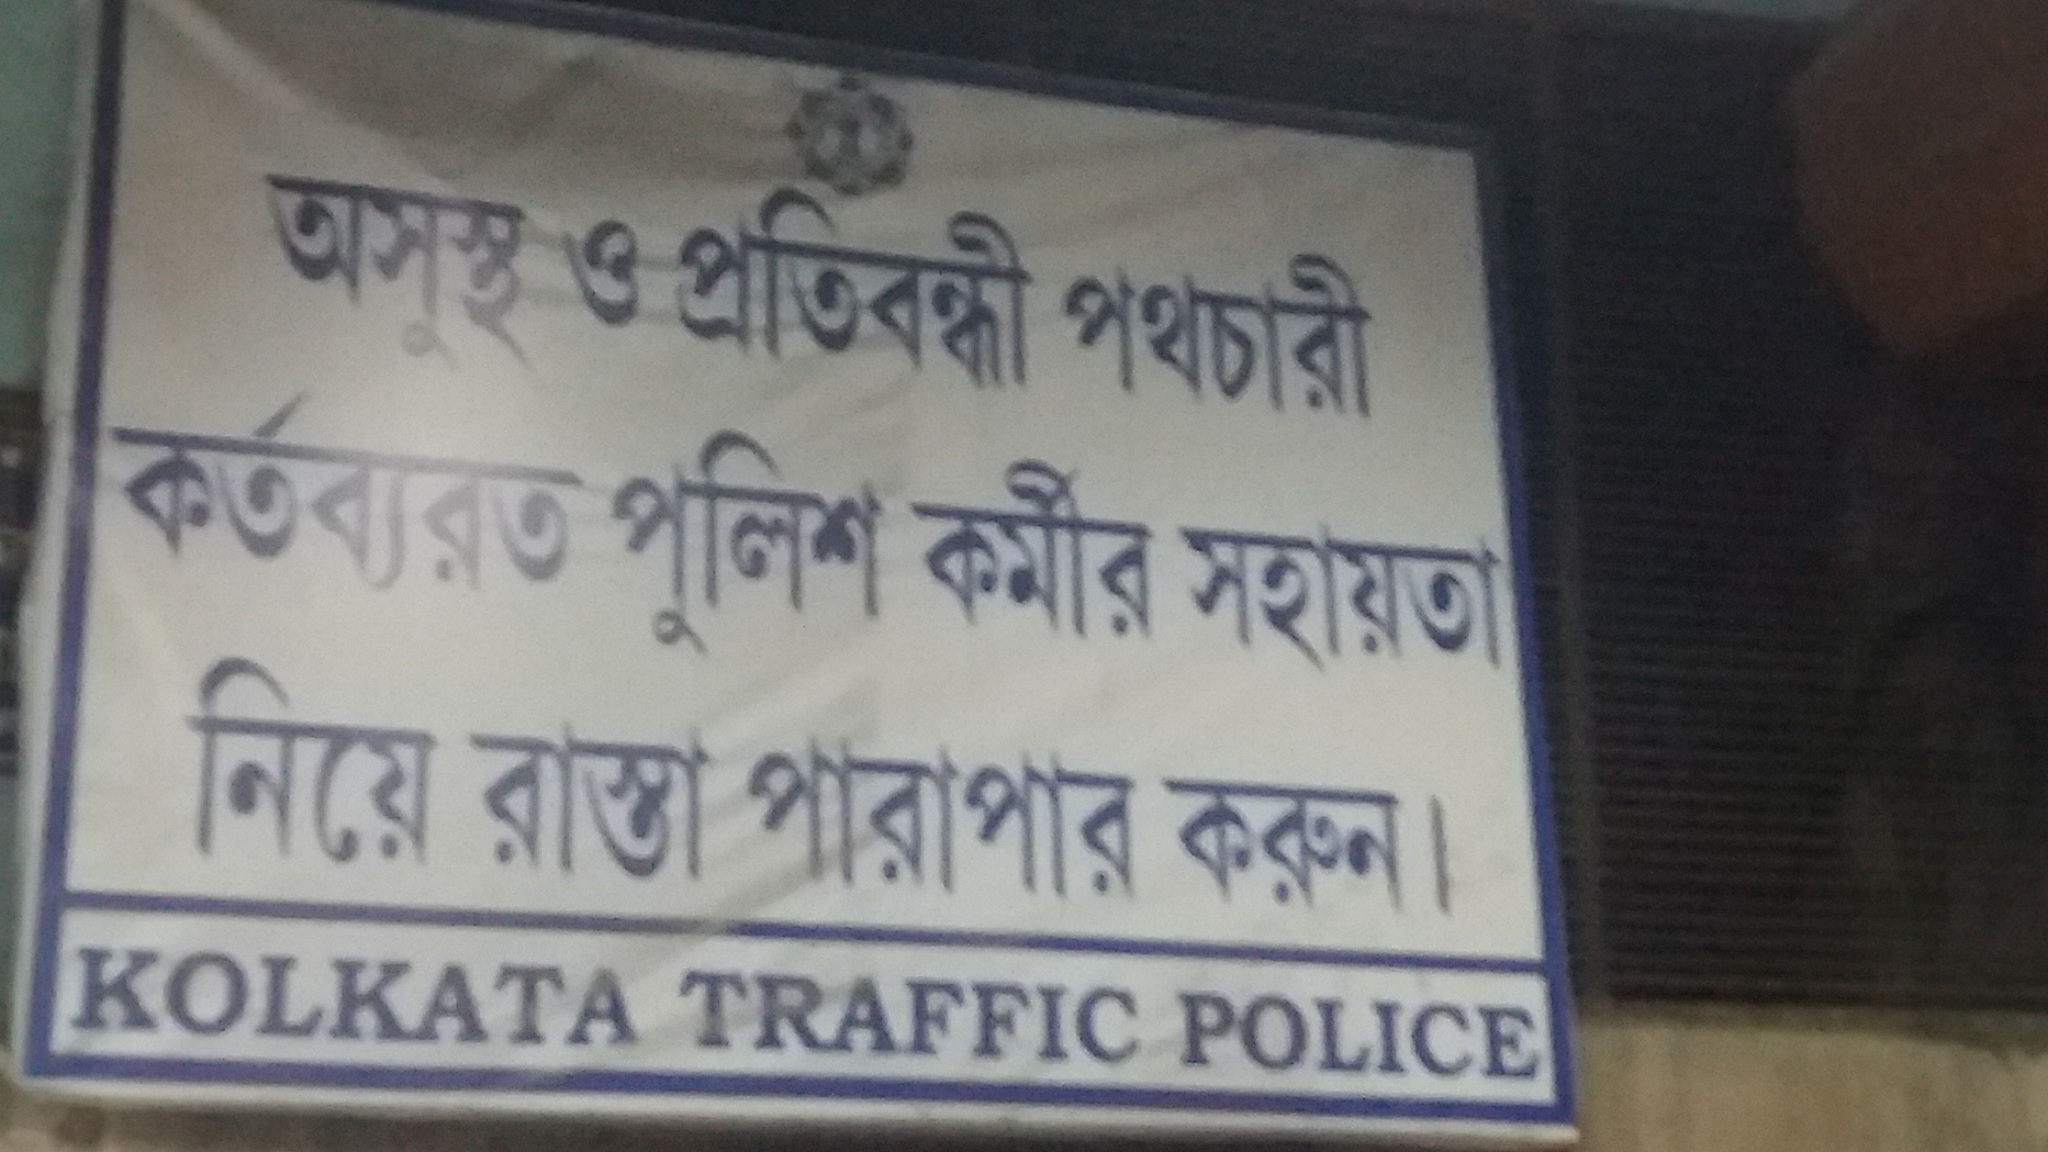 অসুস্থ ও প্রতিবন্ধী পথচারী
কর্তব্যরত পুলিশ কর্মীর সহায়তা
নিয়ে রাস্তা পারাপার করুন।
KOLKATA TRAFFIC POLICE